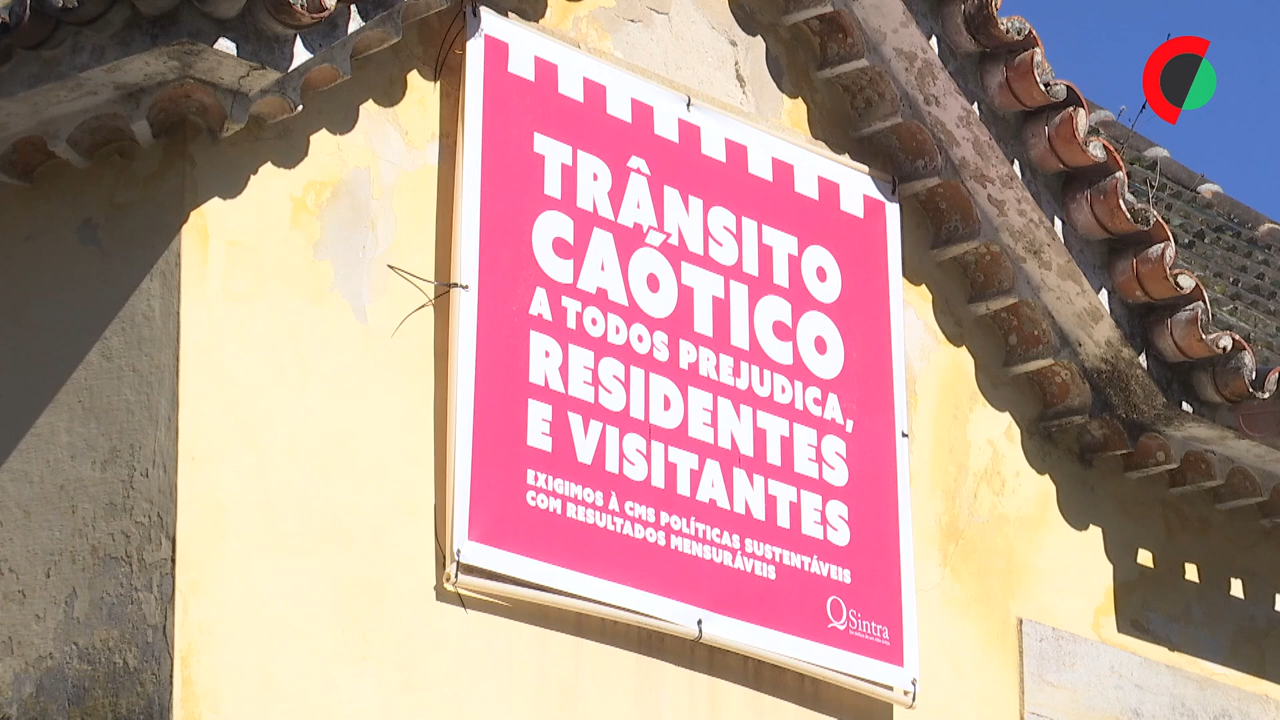 TRÂNSITO
CAÓTICO
A TODOS PREJUDICA,
RESIDENTES
E VISITANTES
EXIGIMOS À CMS POLÍTICAS SUSTENTÁVEIS
COM RESULTADOS MENSURÁVEIS
QSintra